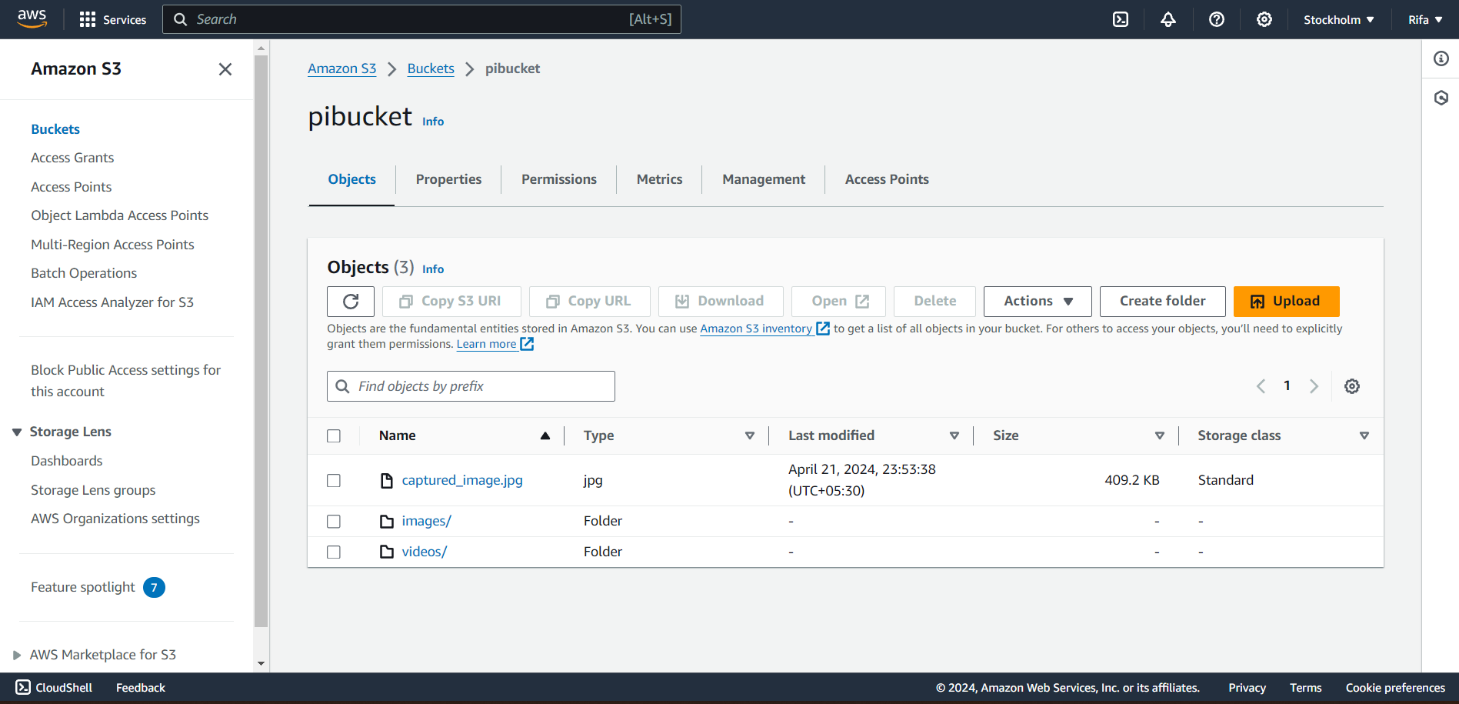 aws
Services
Search
[Alt+S]
Stockholm
Rifa
Amazon S3
Buckets
Access Grants
Access Points
Object Lambda Access Points
Multi-Region Access Points
Batch Operations
IAM Access Analyzer for S3
Block Public Access settings for
this account
Storage Lens
Dashboards
Storage Lens groups
AWS Organizations settings
Feature spotlight 7
AWS Marketplace for S3
Amazon S3 > Buckets > pibucket
pibucket Info
Objects Properties Permissions Metrics Management Access Points
Objects (3) Info
Copy S3 URI Copy URL Download Open Delete Actions Create folder Upload
Objects are the fundamental entities stored in Amazon S3. You can use Amazon S3 inventory to get a list of all objects in your bucket. For others to access your objects, you'll need to explicitly
grant them permissions. Learn more
Find objects by prefix
1
Name Type Last modified Size Storage class
captured_image.jpg jpg April 21, 2024, 23:53:38 409.2 KB Standard
(UTC+05:30)
images/ Folder - - -
videos/ Folder - - -
CloudShell Feedback © 2024, Amazon Web Services, Inc. or its affiliates. Privacy Terms Cookie preferences